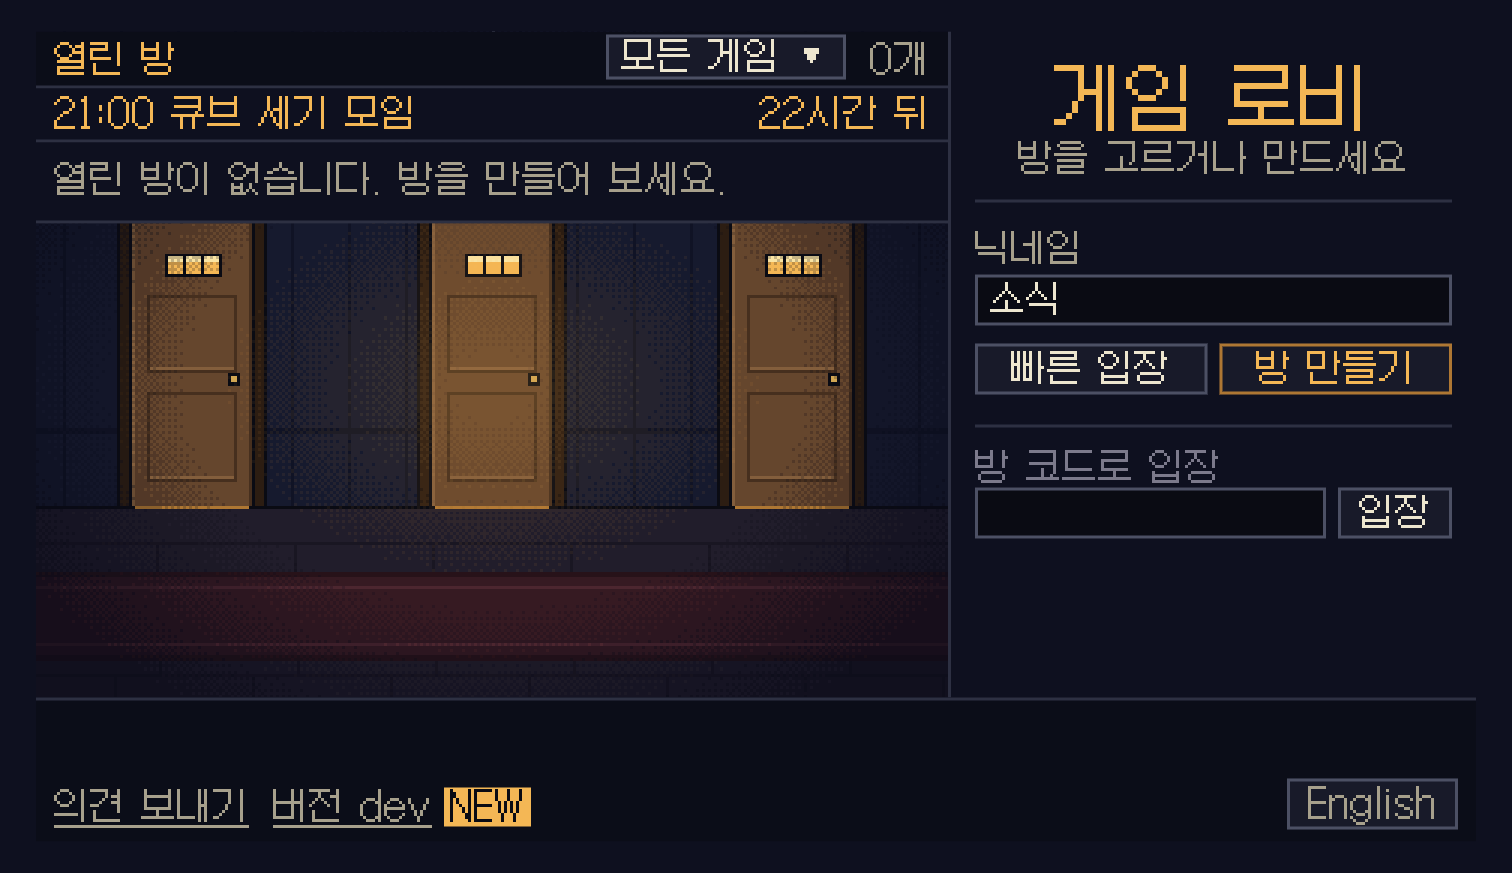 열린 방
모든 게임 ▼
0개
21:00 큐브 세기 모임
22시간 뒤
열린 방이 없습니다. 방을 만들어 보세요.
게임 로비
방을 고르거나 만드세요
닉네임
소식
빠른 입장
방 만들기
방 코드로 입장
입장
의견 보내기
버전 dev
NEW
English